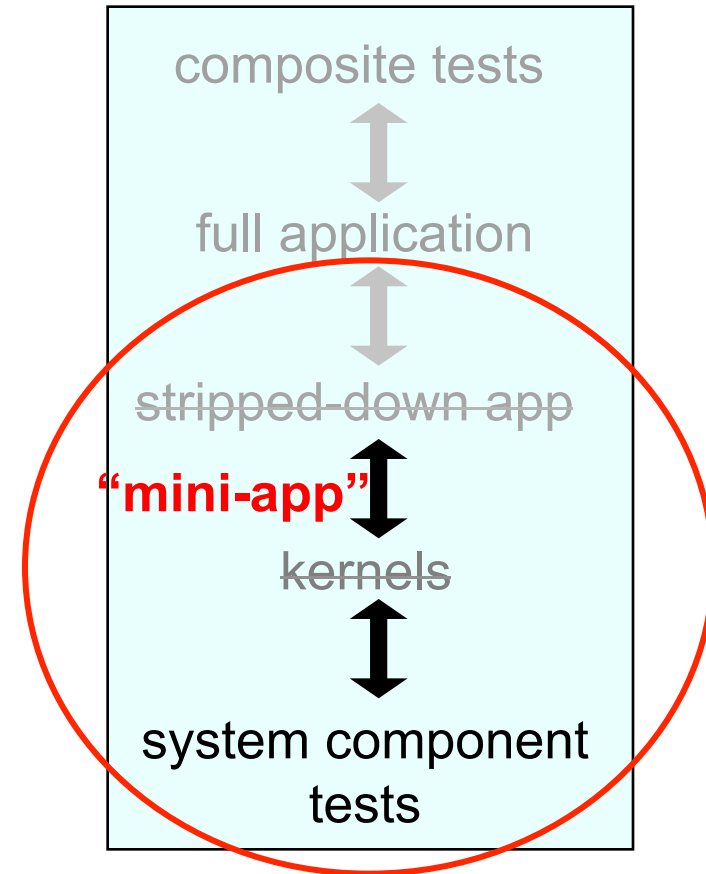 composite tests
full application
stripped-down app
“mini-app”
kernels
system component
tests